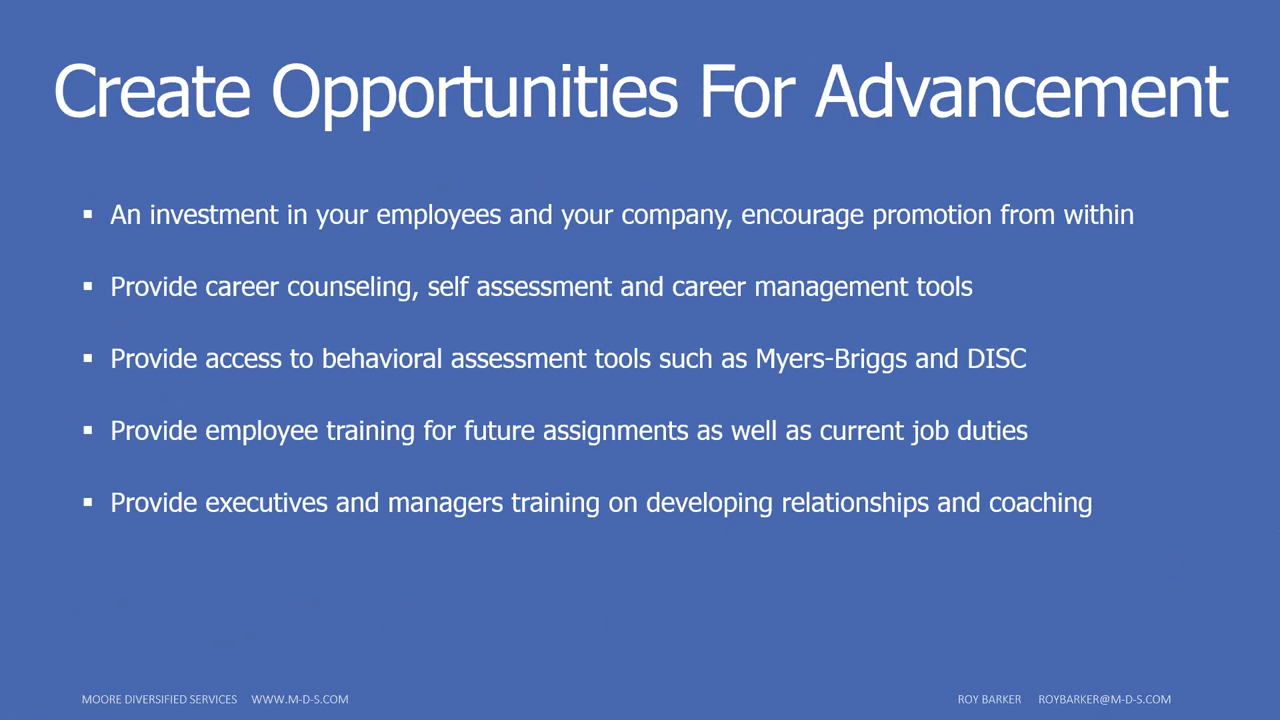 Create Opportunities For Advancement
▪ An investment in your employees and your company, encourage promotion from within
▪ Provide career counseling, self assessment and career management tools
▪ Provide access to behavioral assessment tools such as Myers-Briggs and DISC
▪ Provide employee training for future assignments as well as current job duties
▪ Provide executives and managers training on developing relationships and coaching
MOORE DIVERSIFIED SERVICES WWW.M-D-S.COM ROY BARKER ROYBARKER@M-D-S.COM